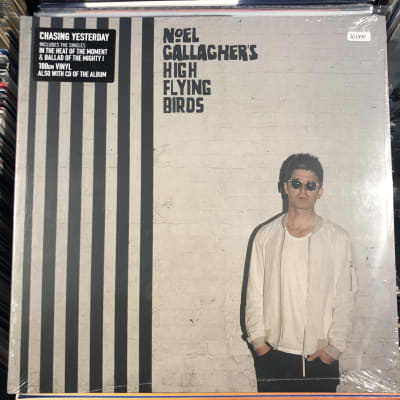 CHASING YESTERDAY
INCLUDES THE SINGLES
IN THE HEAT OF THE MOMENT
& BALLAD OF THE MIGHTY I
180GM VINYL
ALSO WITH CD OF THE ALBUM
NOEL
GALLAGHER'S
HIGH
FLYING
BIRDS